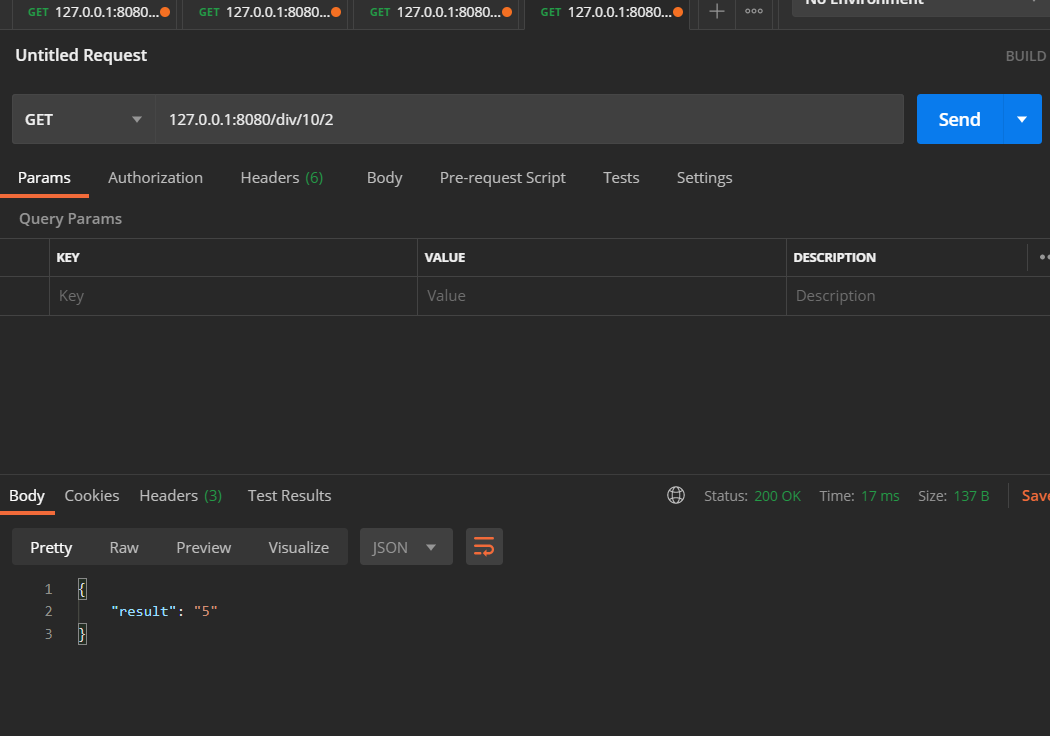 GET 127.0.0.1:8080... GET 127.0.0.1:8080... GET 127.0.0.1:8080... GET 127.0.0.1:8080... No Environment
Untitled Request BUILD
GET 127.0.0.1:8080/div/10/2 Send
Params Authorization Headers (6) Body Pre-request Script Tests Settings
Query Params
KEY VALUE DESCRIPTION
Key Value Description
Body Cookies Headers (3) Test Results Status: 200 OK Time: 17 ms Size: 137 B Save
Pretty Raw Preview Visualize JSON
1 {
2 "result": "5"
3 }